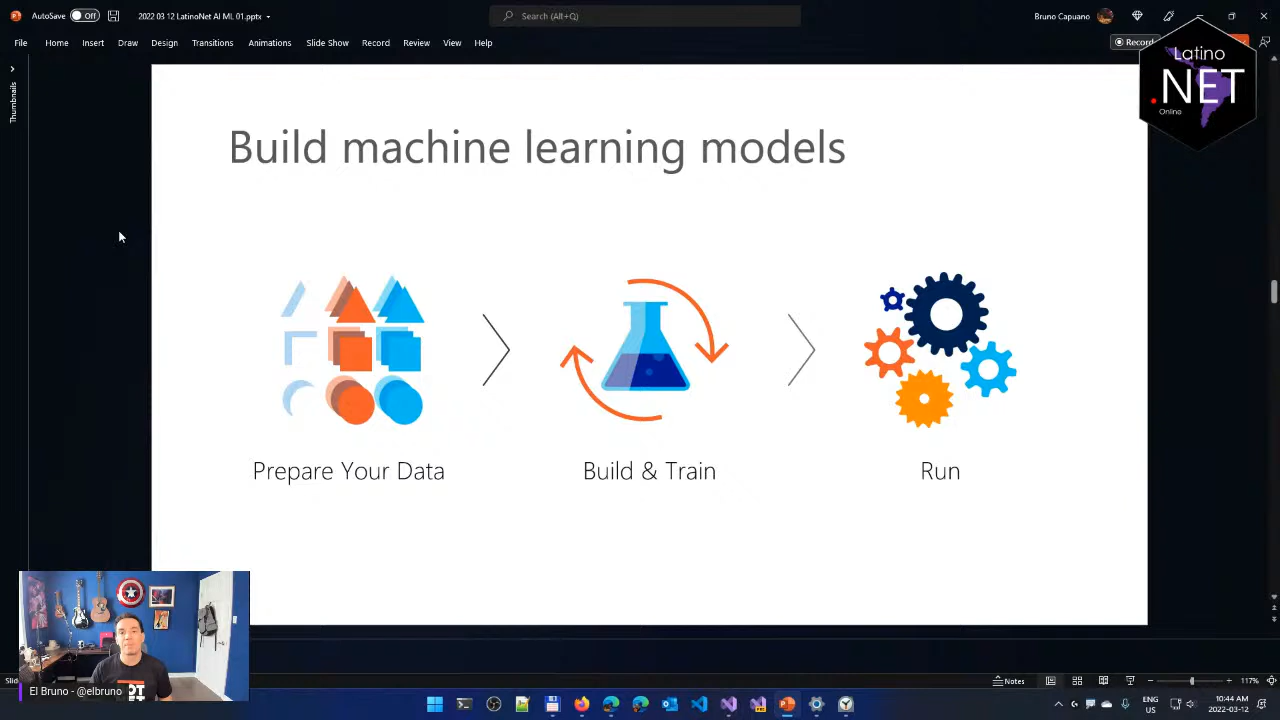 AutoSave Off 2022 03 12 LatinoNet AI ML 01.pptx Search (Alt+Q) Bruno Capuano
File Home Insert Draw Design Transitions Animations Slide Show Record Review View Help Record
Latino
.NET
Online
Thumbnails
Build machine learning models
Prepare Your Data
Build & Train
Run
El Bruno - @elbruno
Notes
117%
ENG
US
10:44 AM
2022-03-12